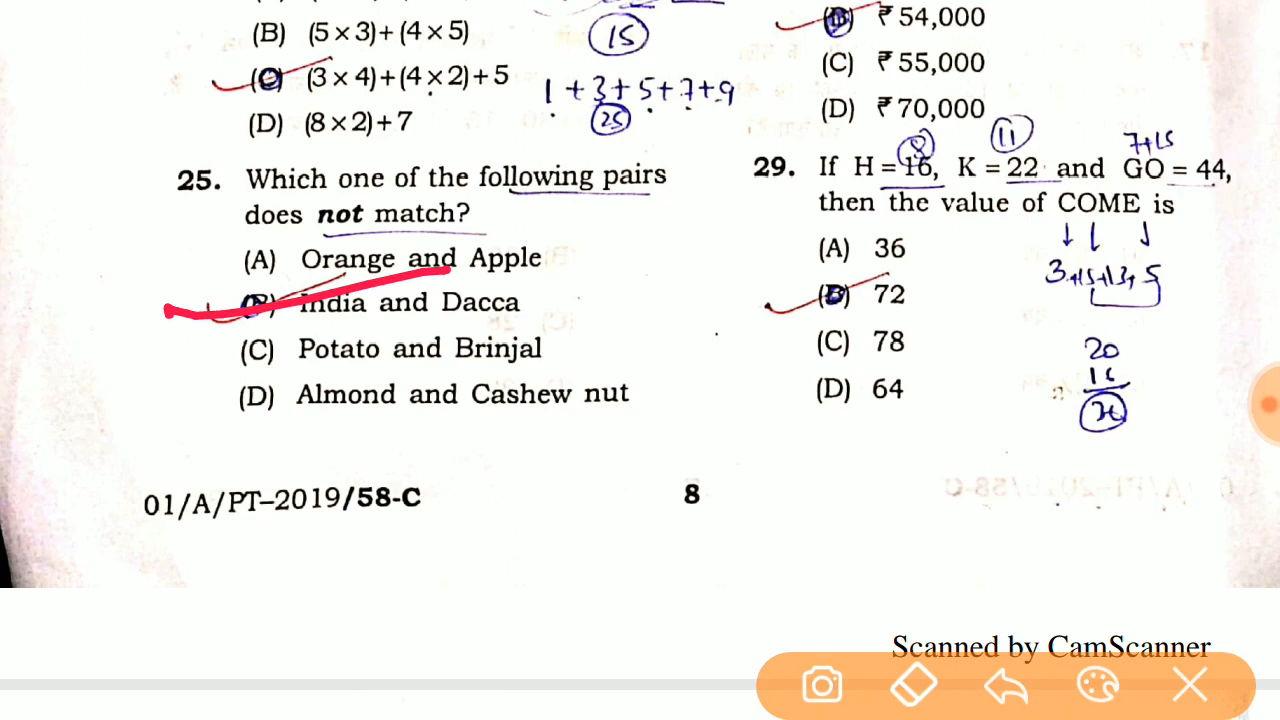 (B) (5 × 3) + (4 × 5)
(C) (3 × 4) + (4 × 2) + 5
(D) (8 × 2) + 7
15
1 + 3 + 5 + 7 + 9
25
25. Which one of the following pairs
does not match?
(A) Orange and Apple
(B) India and Dacca
(C) Potato and Brinjal
(D) Almond and Cashew nut
01/A/PT–2019/58-C
8
(B) ₹ 54,000
(C) ₹ 55,000
(D) ₹ 70,000
8
11
7+15
29. If H = 16, K = 22 and GO = 44,
then the value of COME is
(A) 36
(B) 72
(C) 78
(D) 64
3+15+13+5
20
Scanned by CamScanner